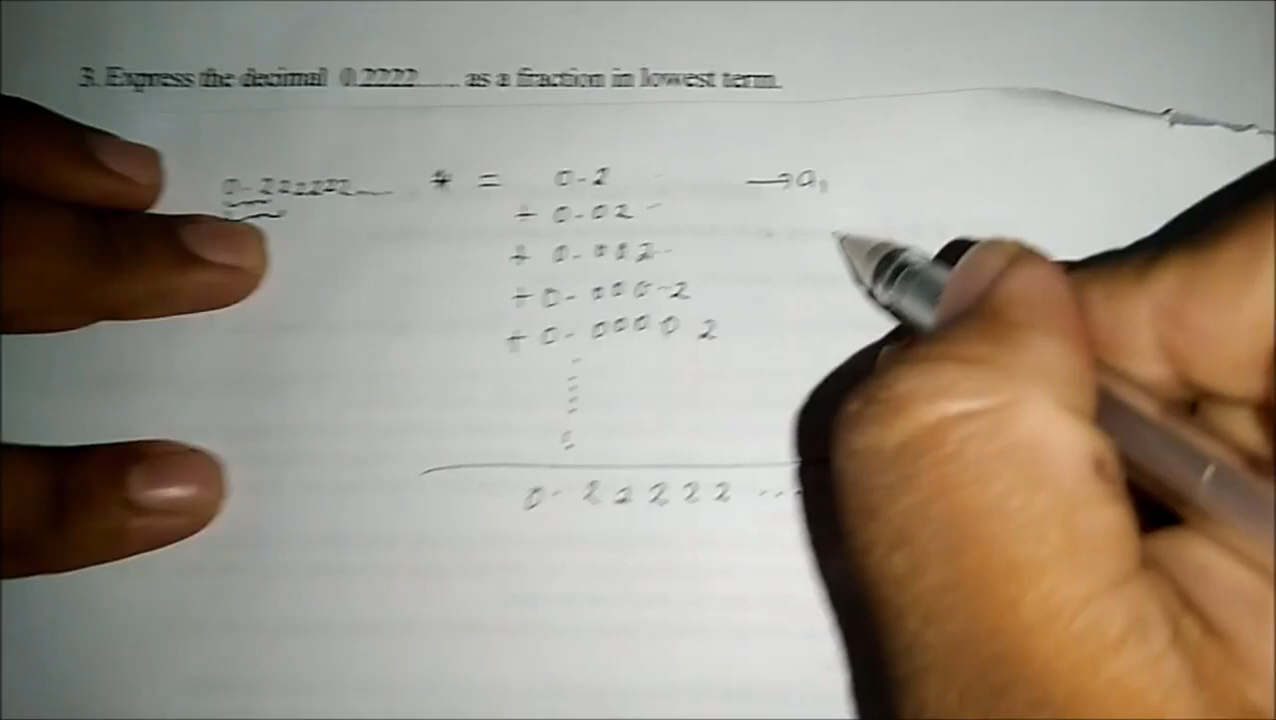 3. Express the decimal 0.2222...... as a fraction in lowest term.
0.222222.... = 0.2 → a₁
+ 0.02
+ 0.002
+ 0.0002
+ 0.00002
0.22222 ...